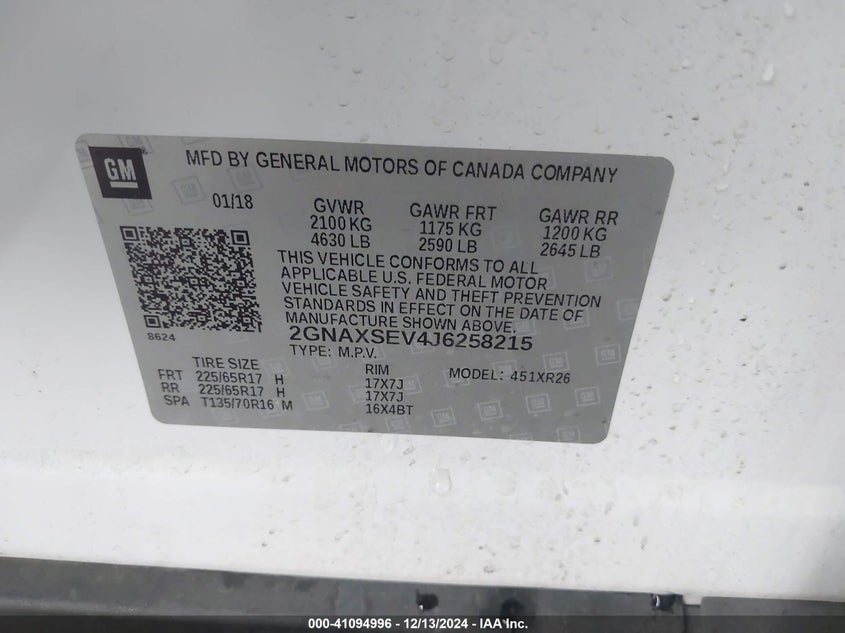 GM
MFD BY GENERAL MOTORS OF CANADA COMPANY
01/18
GVWR
2100 KG
4630 LB
GAWR FRT
1175 KG
2590 LB
GAWR RR
1200 KG
2645 LB
THIS VEHICLE CONFORMS TO ALL
APPLICABLE U.S. FEDERAL MOTOR
VEHICLE SAFETY AND THEFT PREVENTION
STANDARDS IN EFFECT ON THE DATE OF
MANUFACTURE SHOWN ABOVE.
8624
2GNAXSEV4J6258215
TYPE: M.P.V.
TIRE SIZE
RIM
MODEL: 451XR26
FRT 225/65R17 H 17X7J
RR 225/65R17 H 17X7J
SPA T135/70R16 M 16X4BT
000-41094996 - 12/13/2024 - IAA Inc.